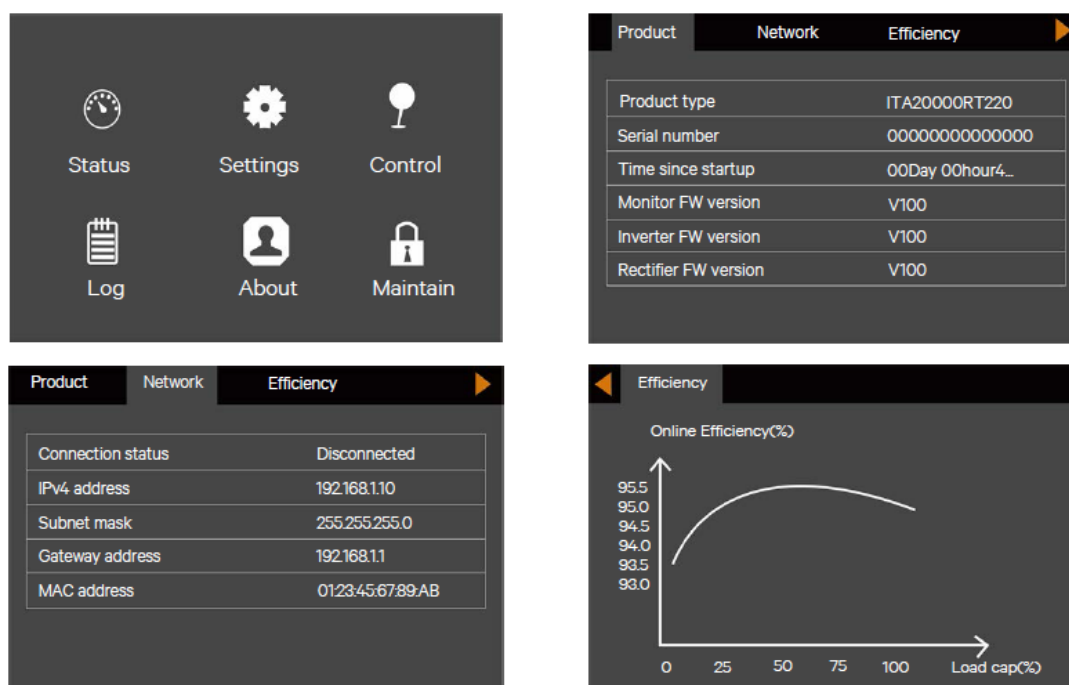 Status Settings Control
Log About Maintain
Product Network Efficiency
Product type ITA20000RT220
Serial number 00000000000000
Time since startup 00Day 00hour4...
Monitor FW version V100
Inverter FW version V100
Rectifier FW version V100
Product Network Efficiency
Connection status Disconnected
IPv4 address 192.168.1.10
Subnet mask 255.255.255.0
Gateway address 192.168.1.1
MAC address 01:23:45:67:89:AB
Efficiency
Online Efficiency(%)
95.5
95.0
94.5
94.0
93.5
93.0
0 25 50 75 100 Load cap(%)